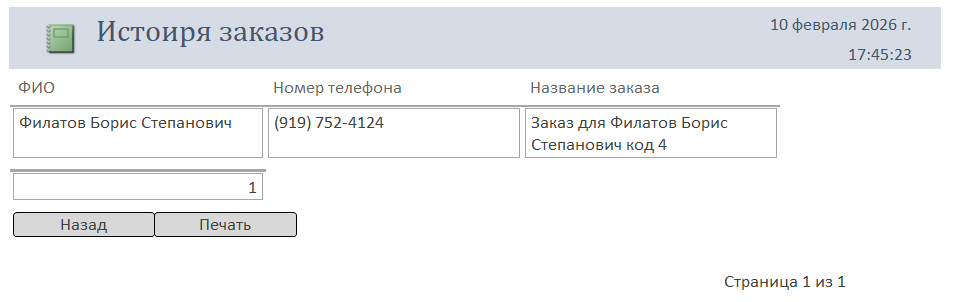 Истоиря заказов
10 февраля 2026 г.
17:45:23
ФИО Номер телефона Название заказа
Филатов Борис Степанович (919) 752-4124 Заказ для Филатов Борис
Степанович код 4
1
Назад Печать
Страница 1 из 1